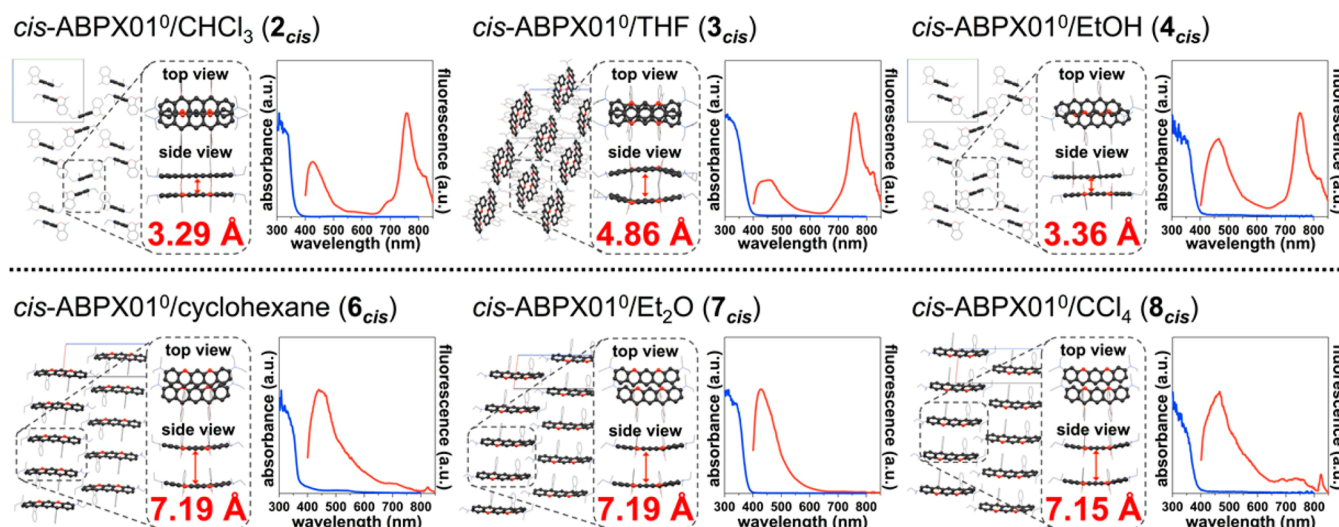 cis-ABPX01⁰/CHCl₃ (2cis)
top view
side view
3.29 Å
absorbance (a.u.)
fluorescence (a.u.)
300 400 500 600 700 800
wavelength (nm)
cis-ABPX01⁰/THF (3cis)
top view
side view
4.86 Å
absorbance (a.u.)
fluorescence (a.u.)
300 400 500 600 700 800
wavelength (nm)
cis-ABPX01⁰/EtOH (4cis)
top view
side view
3.36 Å
absorbance (a.u.)
fluorescence (a.u.)
300 400 500 600 700 800
wavelength (nm)
cis-ABPX01⁰/cyclohexane (6cis)
top view
side view
7.19 Å
absorbance (a.u.)
fluorescence (a.u.)
300 400 500 600 700 800
wavelength (nm)
cis-ABPX01⁰/Et₂O (7cis)
top view
side view
7.19 Å
absorbance (a.u.)
fluorescence (a.u.)
300 400 500 600 700 800
wavelength (nm)
cis-ABPX01⁰/CCl₄ (8cis)
top view
side view
7.15 Å
absorbance (a.u.)
fluorescence (a.u.)
300 400 500 600 700 800
wavelength (nm)